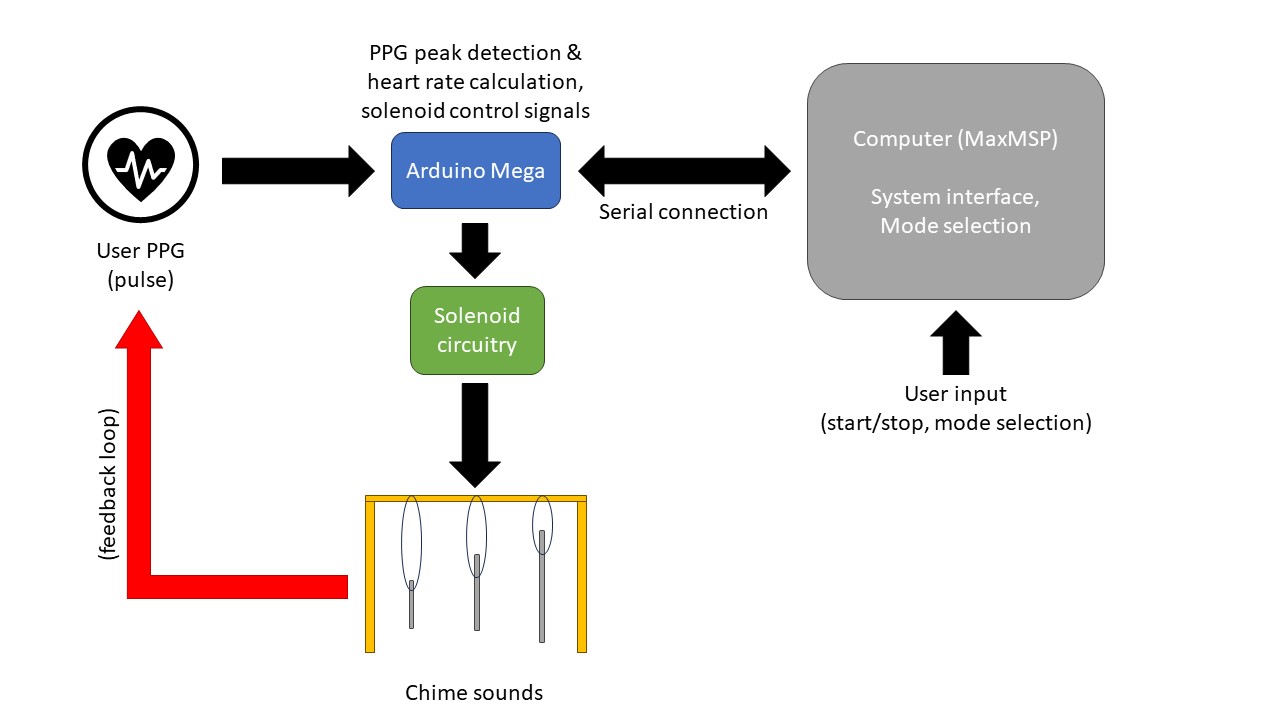 PPG peak detection &
heart rate calculation,
solenoid control signals
Arduino Mega
Computer (MaxMSP)
System interface,
Mode selection
Serial connection
User PPG
(pulse)
Solenoid
circuitry
User input
(start/stop, mode selection)
(feedback loop)
Chime sounds